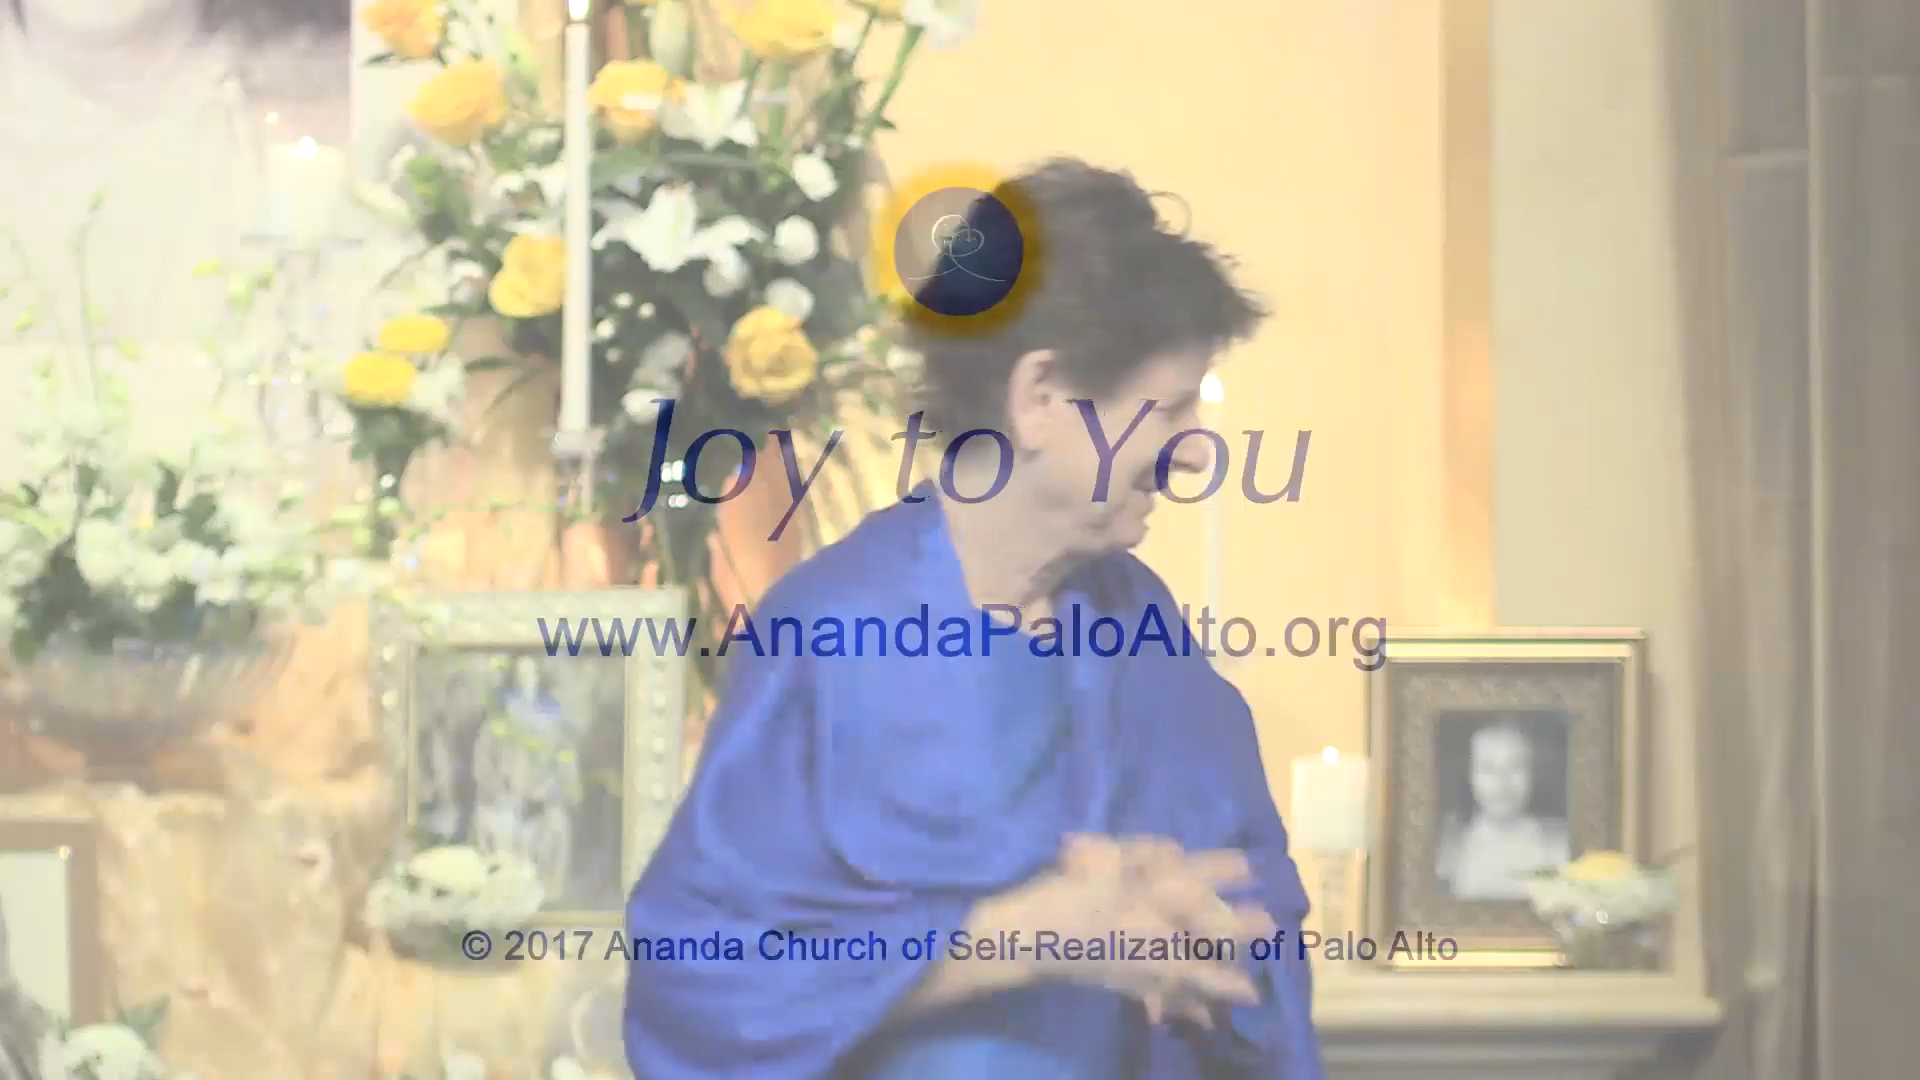 Joy to You
www.AnandaPaloAlto.org
© 2017 Ananda Church of Self-Realization of Palo Alto